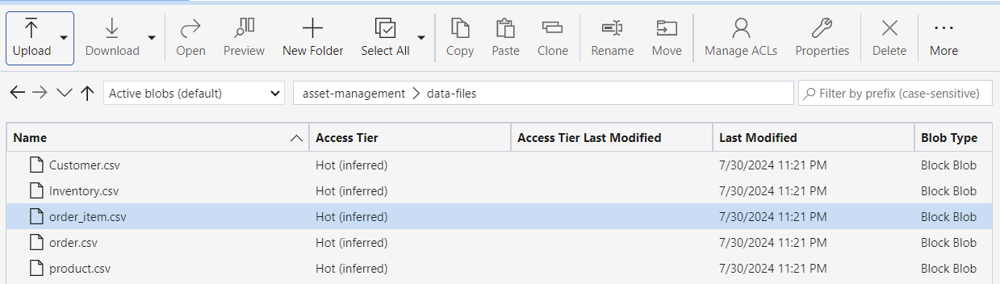 Upload Download Open Preview New Folder Select All Copy Paste Clone Rename Move Manage ACLs Properties Delete More
Active blobs (default) asset-management data-files Filter by prefix (case-sensitive)
Name Access Tier Access Tier Last Modified Last Modified Blob Type
Customer.csv Hot (inferred) 7/30/2024 11:21 PM Block Blob
Inventory.csv Hot (inferred) 7/30/2024 11:21 PM Block Blob
order_item.csv Hot (inferred) 7/30/2024 11:21 PM Block Blob
order.csv Hot (inferred) 7/30/2024 11:21 PM Block Blob
product.csv Hot (inferred) 7/30/2024 11:21 PM Block Blob